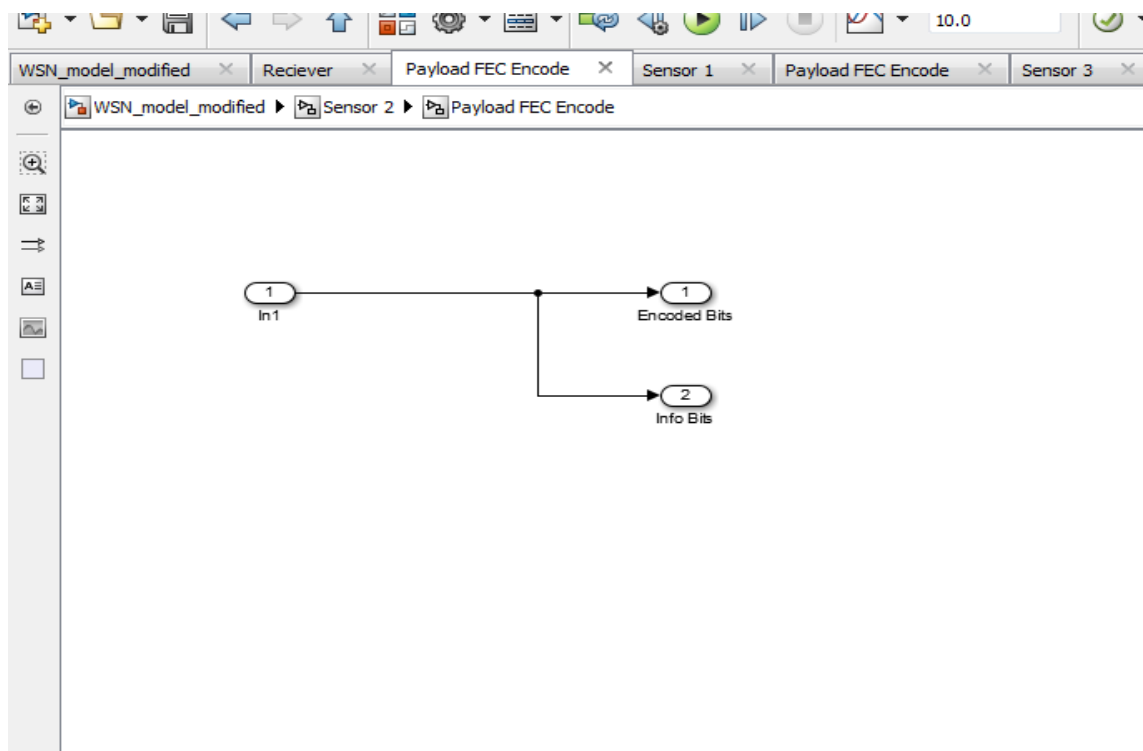 10.0
WSN_model_modified Reciever Payload FEC Encode Sensor 1 Payload FEC Encode Sensor 3
WSN_model_modified Sensor 2 Payload FEC Encode
1
In1
1
Encoded Bits
2
Info Bits